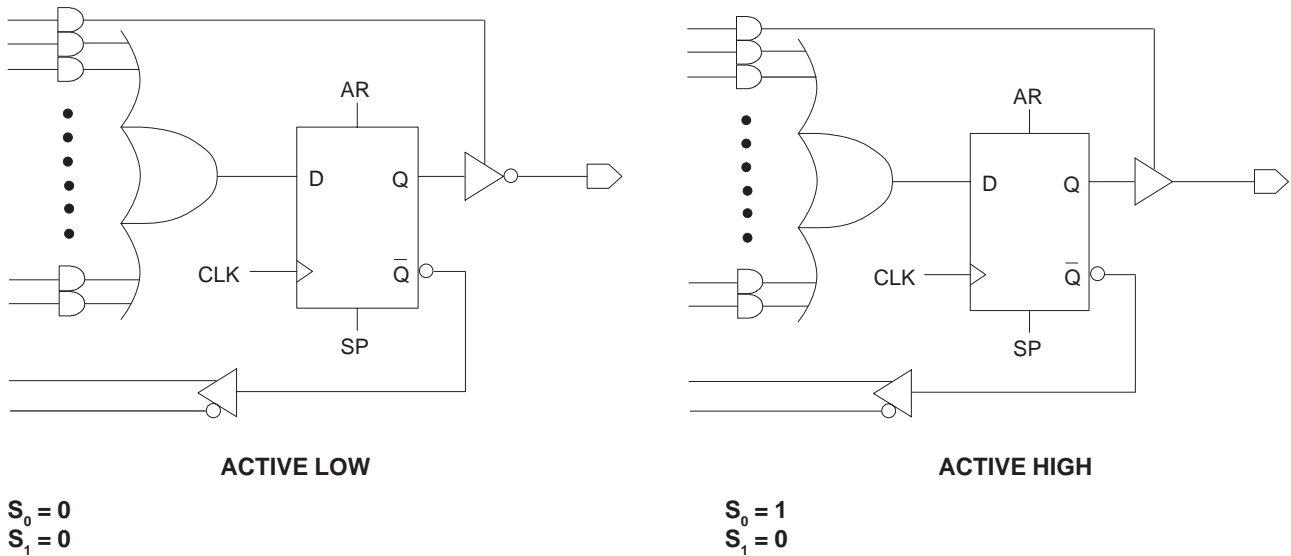 AR
D
Q
CLK
Q̅
SP
ACTIVE LOW
S₀ = 0
S₁ = 0
AR
D
Q
CLK
Q̅
SP
ACTIVE HIGH
S₀ = 1
S₁ = 0